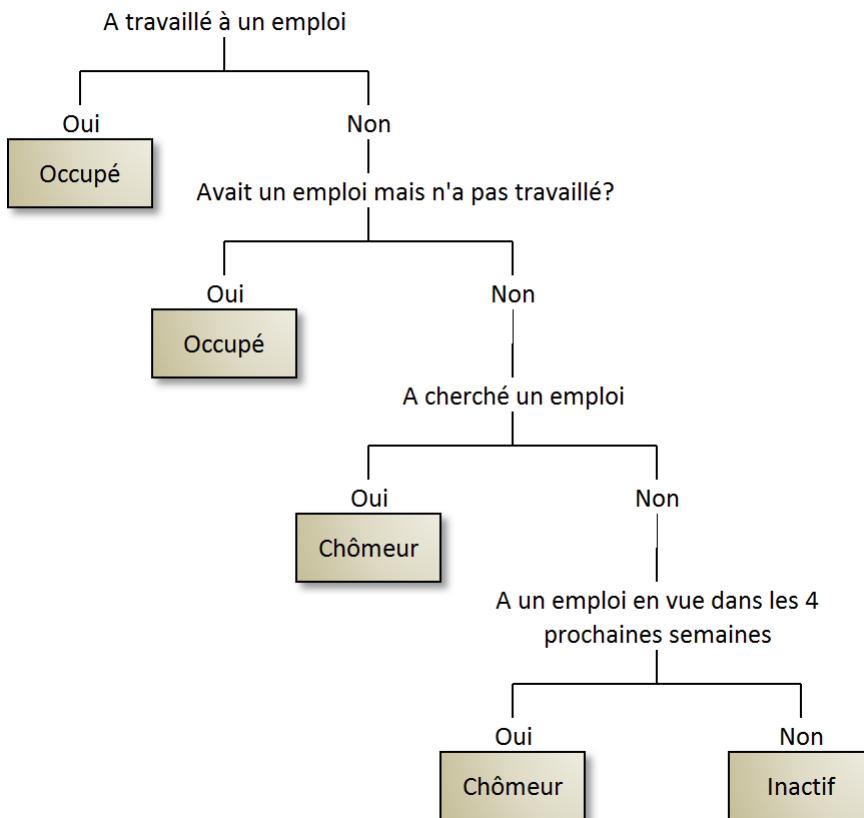 A travaillé à un emploi
Oui
Non
Occupé
Avait un emploi mais n'a pas travaillé?
Oui
Non
Occupé
A cherché un emploi
Oui
Non
Chômeur
A un emploi en vue dans les 4
prochaines semaines
Oui
Non
Chômeur
Inactif